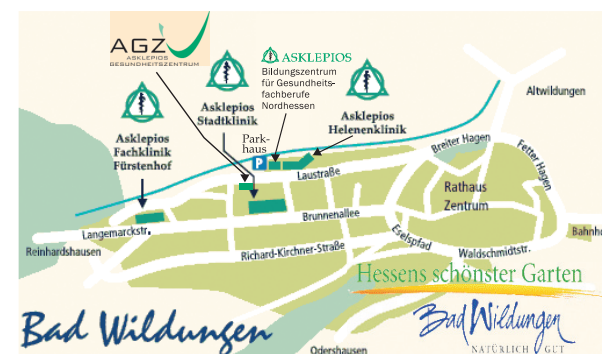 AGZ
ASKLEPIOS
GESUNDHEITSZENTRUM
Asklepios
Stadtklinik
ASKLEPIOS
Bildungszentrum
für Gesundheits-
fachberufe
Nordhessen
Asklepios
Helenenklinik
Altwildungen
Asklepios
Fachklinik
Fürstenhof
Park-
haus
P
Laustraße
Breiter Hagen
Fetter Hagen
Rathaus
Zentrum
Langemarckstr.
Brunnenallee
Eselspfad
Waldschmidtstr.
Bahnho
Reinhardshausen
Richard-Kirchner-Straße
Hessens schönster Garten
Bad Wildungen
Bad Wildungen
NATÜRLICH GUT
Odershausen